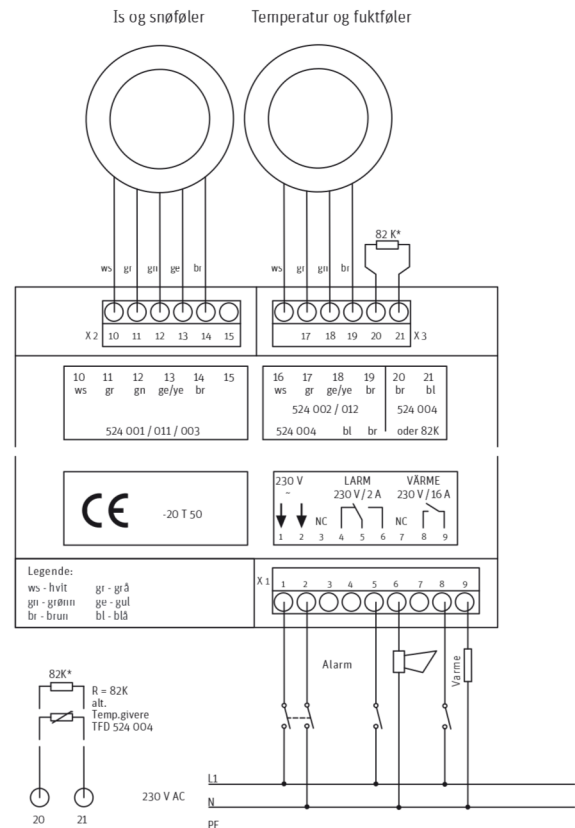 Is og snøføler Temperatur og fuktføler
82 K*
ws gr gn ge br ws gr gn br
X 2 10 11 12 13 14 15 17 18 19 20 21 X 3
10 11 12 13 14 15
ws gr gn ge/ye br
524 001 / 011 / 003
16 17 18 19 20 21
ws gr ge/ye br br bl
524 002 / 012 524 004
524 004 bl br oder 82K
CE -20 T 50
230 V LARM VÄRME
~ 230 V / 2 A 230 V / 16 A
NC NC
1 2 3 4 5 6 7 8 9
Legende:
ws - hvit gr - grå
gn - grønn ge - gul
br - brun bl - blå
X 1 1 2 3 4 5 6 7 8 9
Alarm
Varme
82K*
R = 82K
alt.
Temp.givere
TFD 524 004
20 21
230 V AC
L1
N
PE